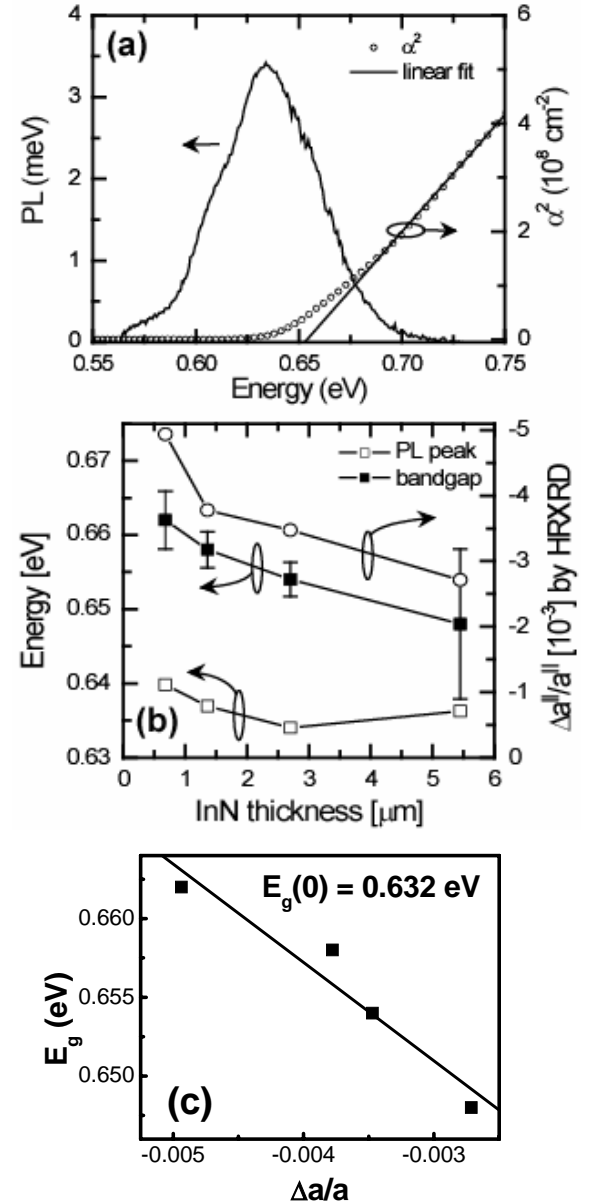 (a)
α² 
linear fit
PL (meV)
4
3
2
1
0
α² (10⁸ cm⁻²)
6
4
2
0
0.55 0.60 0.65 0.70 0.75
Energy (eV)
(b)
PL peak
bandgap
Energy [eV]
0.67
0.66
0.65
0.64
0.63
Δa||/a|| [10⁻³] by HRXRD
-5
-4
-3
-2
-1
0
0 1 2 3 4 5 6
InN thickness [μm]
E_g(0) = 0.632 eV
E_g (eV)
0.660
0.655
0.650
(c)
-0.005 -0.004 -0.003
Δa/a